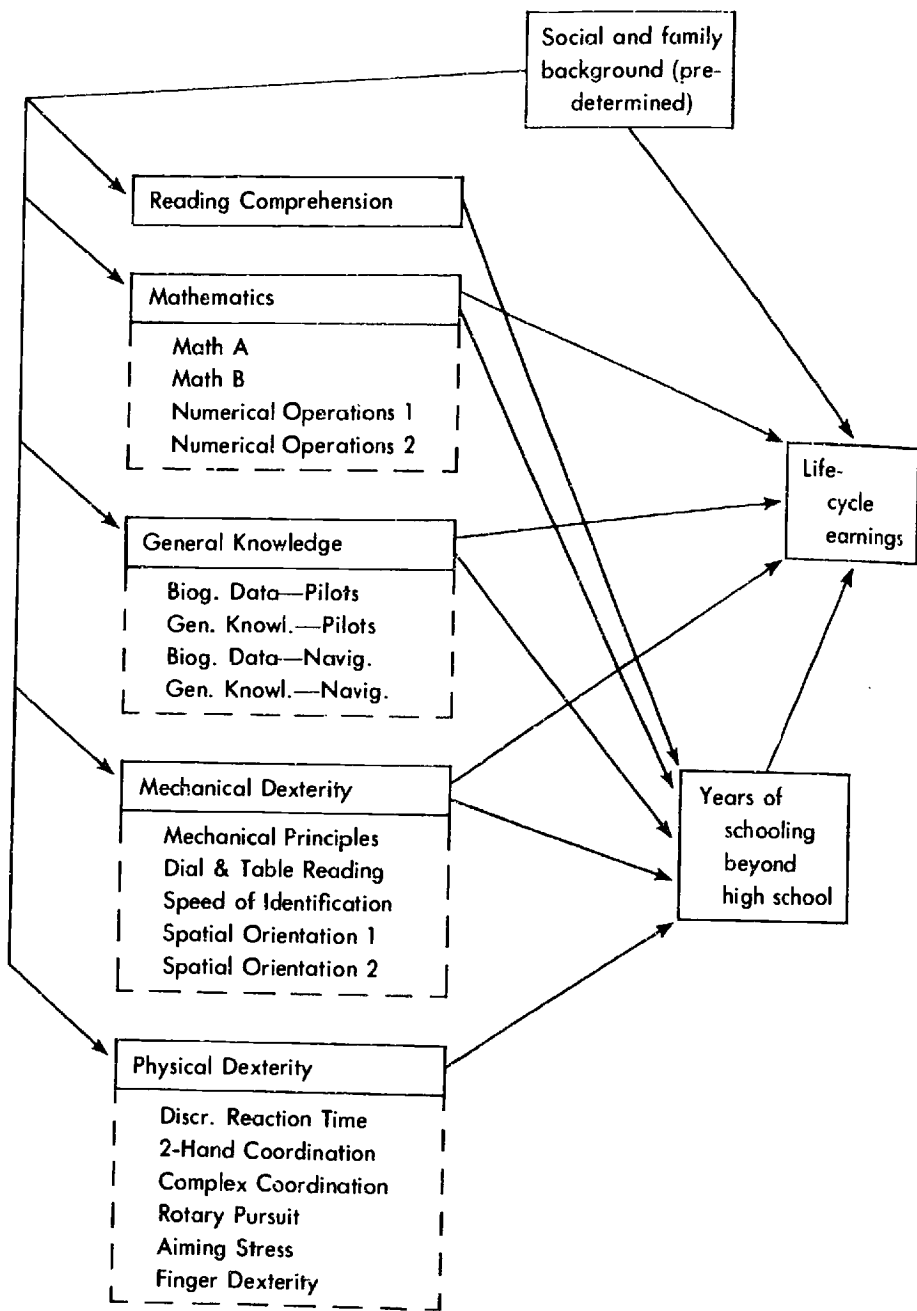 Social and family
background (pre-
determined)
Reading Comprehension
Mathematics
Math A
Math B
Numerical Operations 1
Numerical Operations 2
General Knowledge
Biog. Data—Pilots
Gen. Knowl.—Pilots
Biog. Data—Navig.
Gen. Knowl.—Navig.
Mechanical Dexterity
Mechanical Principles
Dial & Table Reading
Speed of Identification
Spatial Orientation 1
Spatial Orientation 2
Physical Dexterity
Discr. Reaction Time
2-Hand Coordination
Complex Coordination
Rotary Pursuit
Aiming Stress
Finger Dexterity
Life-
cycle
earnings
Years of
schooling
beyond
high school